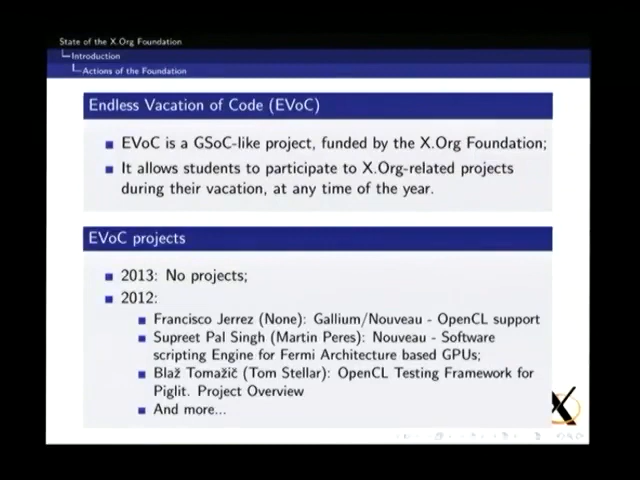 State of the X.Org Foundation
Introduction
Actions of the Foundation
Endless Vacation of Code (EVoC)
EVoC is a GSoC-like project, funded by the X.Org Foundation;
It allows students to participate to X.Org-related projects
during their vacation, at any time of the year.
EVoC projects
2013: No projects;
2012:
Francisco Jerrez (None): Gallium/Nouveau - OpenCL support
Supreet Pal Singh (Martin Peres): Nouveau - Software
scripting Engine for Fermi Architecture based GPUs;
Blaž Tomažič (Tom Stellar): OpenCL Testing Framework for
Piglit. Project Overview
And more...